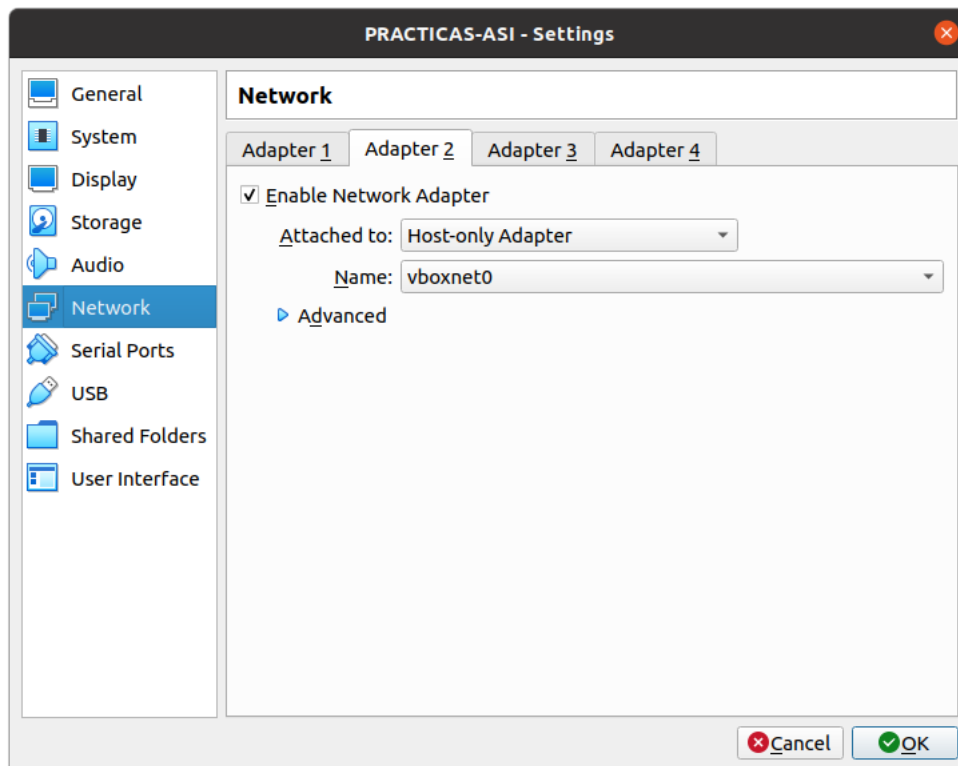 PRACTICAS-ASI - Settings
General
System
Display
Storage
Audio
Network
Serial Ports
USB
Shared Folders
User Interface
Network
Adapter 1 Adapter 2 Adapter 3 Adapter 4
Enable Network Adapter
Attached to: Host-only Adapter
Name: vboxnet0
Advanced
Cancel OK